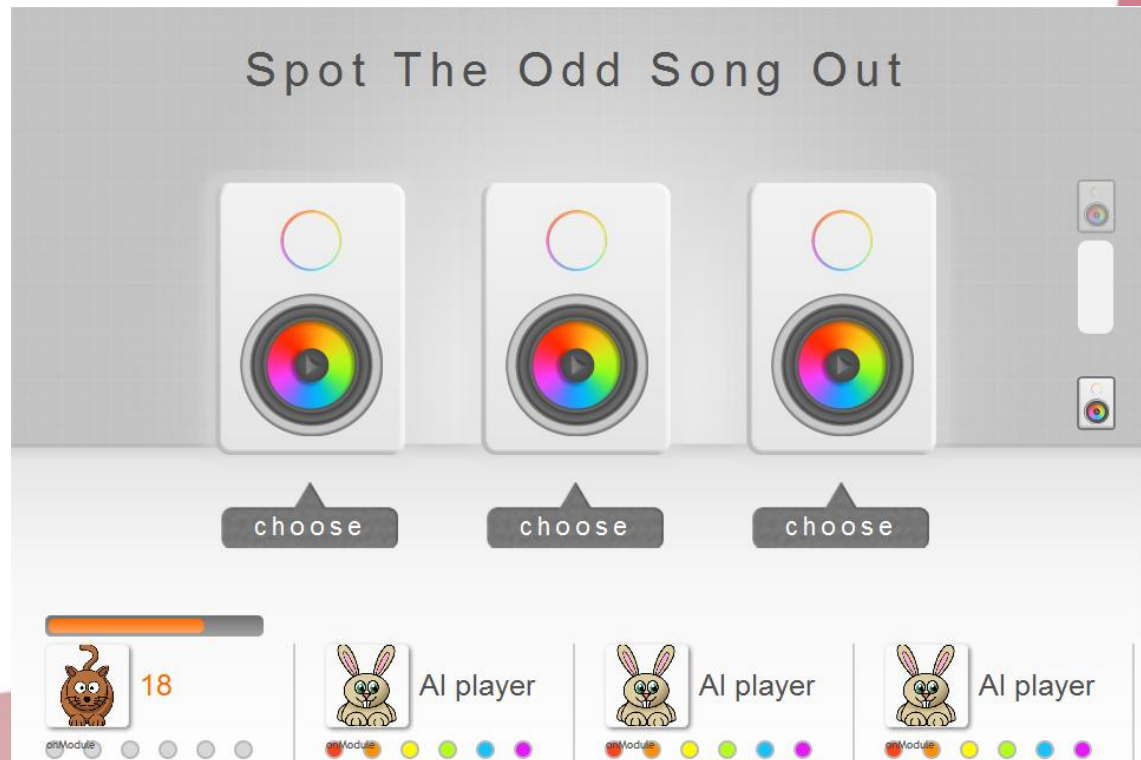 Spot The Odd Song Out
choose choose choose
18 AI player AI player AI player
onModule onModule onModule onModule